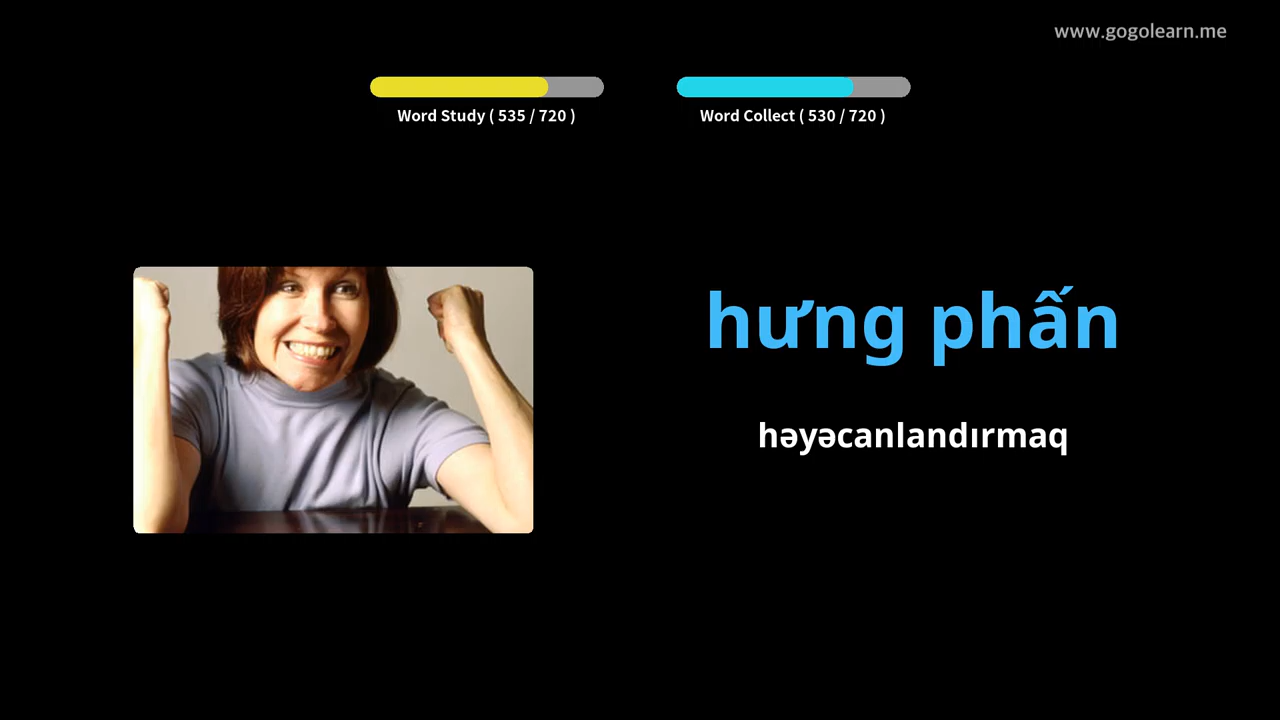 www.gogolearn.me
Word Study ( 535 / 720 )
Word Collect ( 530 / 720 )
hưng phấn
həyəcanlandırmaq